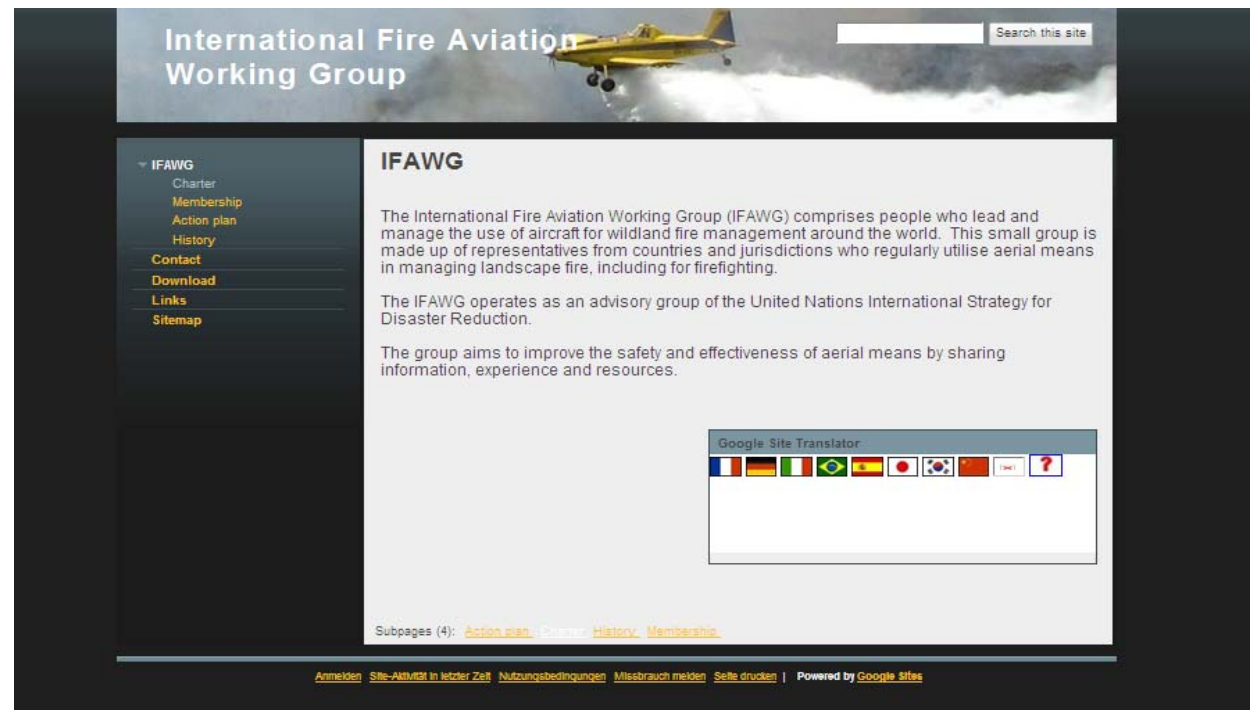 International Fire Aviation
Working Group
Search this site
IFAWG
Charter
Membership
Action plan
History
Contact
Download
Links
Sitemap
IFAWG
The International Fire Aviation Working Group (IFAWG) comprises people who lead and
manage the use of aircraft for wildland fire management around the world.  This small group is
made up of representatives from countries and jurisdictions who regularly utilise aerial means
in managing landscape fire, including for firefighting.
The IFAWG operates as an advisory group of the United Nations International Strategy for
Disaster Reduction.
The group aims to improve the safety and effectiveness of aerial means by sharing
information, experience and resources.
Google Site Translator
?
Subpages (4): Action plan Charter History Membership
Anmelden Site-Aktivität in letzter Zeit Nutzungsbedingungen Missbrauch melden Seite drucken | Powered by Google Sites